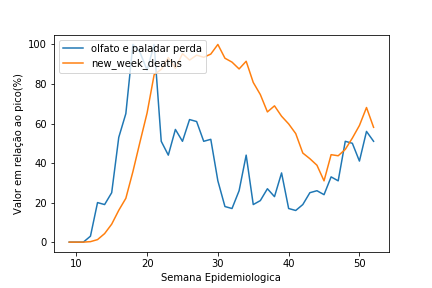 olfato e paladar perda
new_week_deaths
Valor em relação ao pico(%)
100
80
60
40
20
0
10
20
30
40
50
Semana Epidemiologica